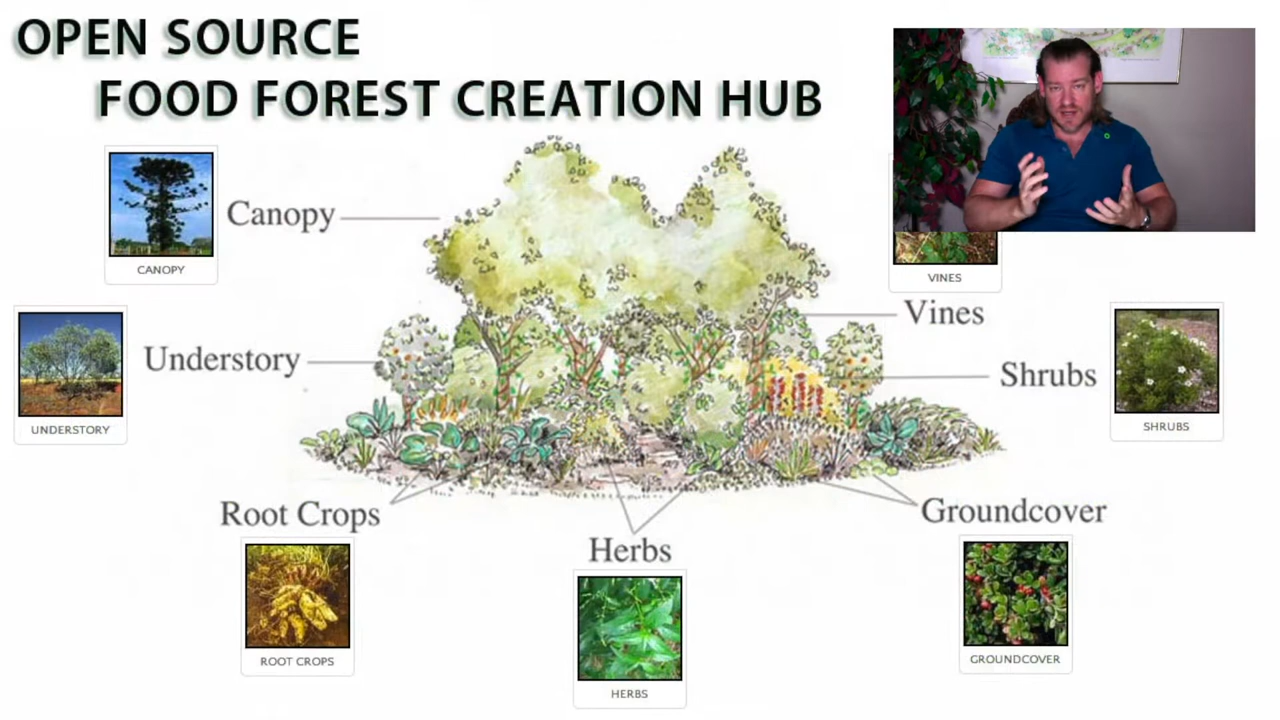 OPEN SOURCE
FOOD FOREST CREATION HUB
CANOPY
Canopy
VINES
Vines
UNDERSTORY
Understory
Shrubs
SHRUBS
Root Crops
Groundcover
Herbs
ROOT CROPS
GROUNDCOVER
HERBS